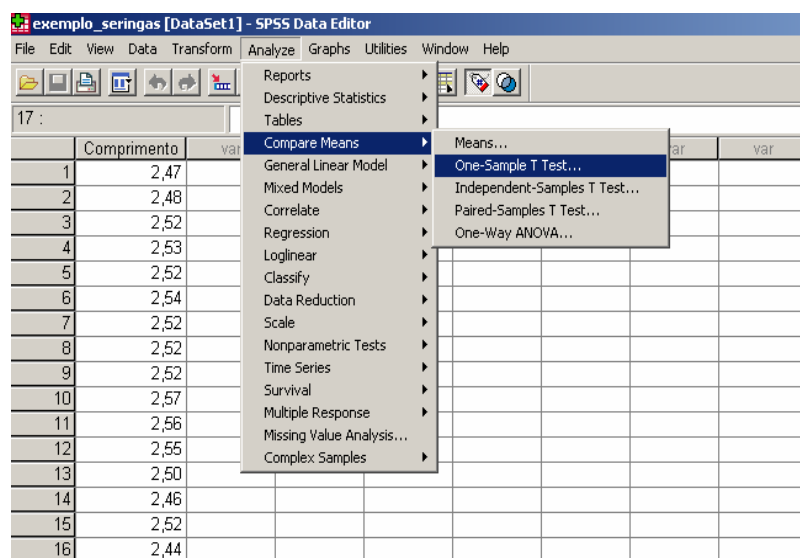 exemplo_seringas [DataSet1] - SPSS Data Editor
File Edit View Data Transform Analyze Graphs Utilities Window Help
17 :
Comprimento var var var
1 2,47
2 2,48
3 2,52
4 2,53
5 2,52
6 2,54
7 2,52
8 2,52
9 2,52
10 2,57
11 2,56
12 2,55
13 2,50
14 2,46
15 2,52
16 2,44
Reports
Descriptive Statistics
Tables
Compare Means
General Linear Model
Mixed Models
Correlate
Regression
Loglinear
Classify
Data Reduction
Scale
Nonparametric Tests
Time Series
Survival
Multiple Response
Missing Value Analysis...
Complex Samples
Means...
One-Sample T Test...
Independent-Samples T Test...
Paired-Samples T Test...
One-Way ANOVA...